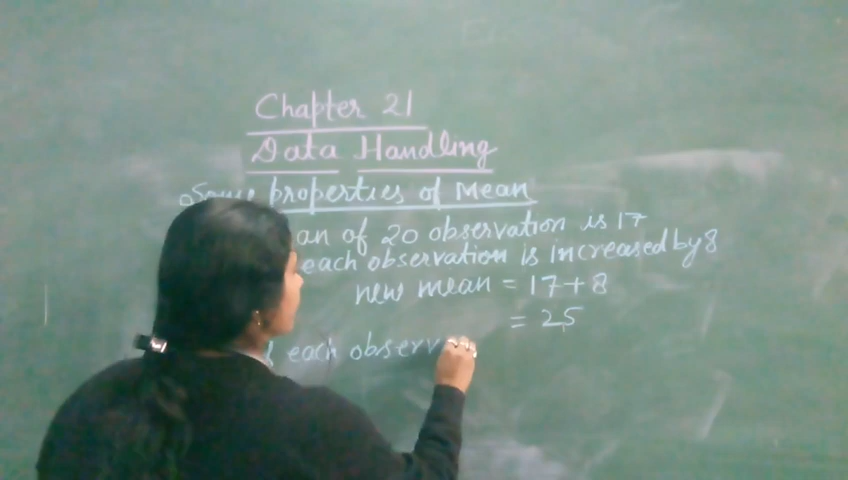 Chapter 21
Data Handling
Some properties of Mean
an of 20 observation is 17
each observation is increased by 8
new mean = 17+8
= 25
each observ